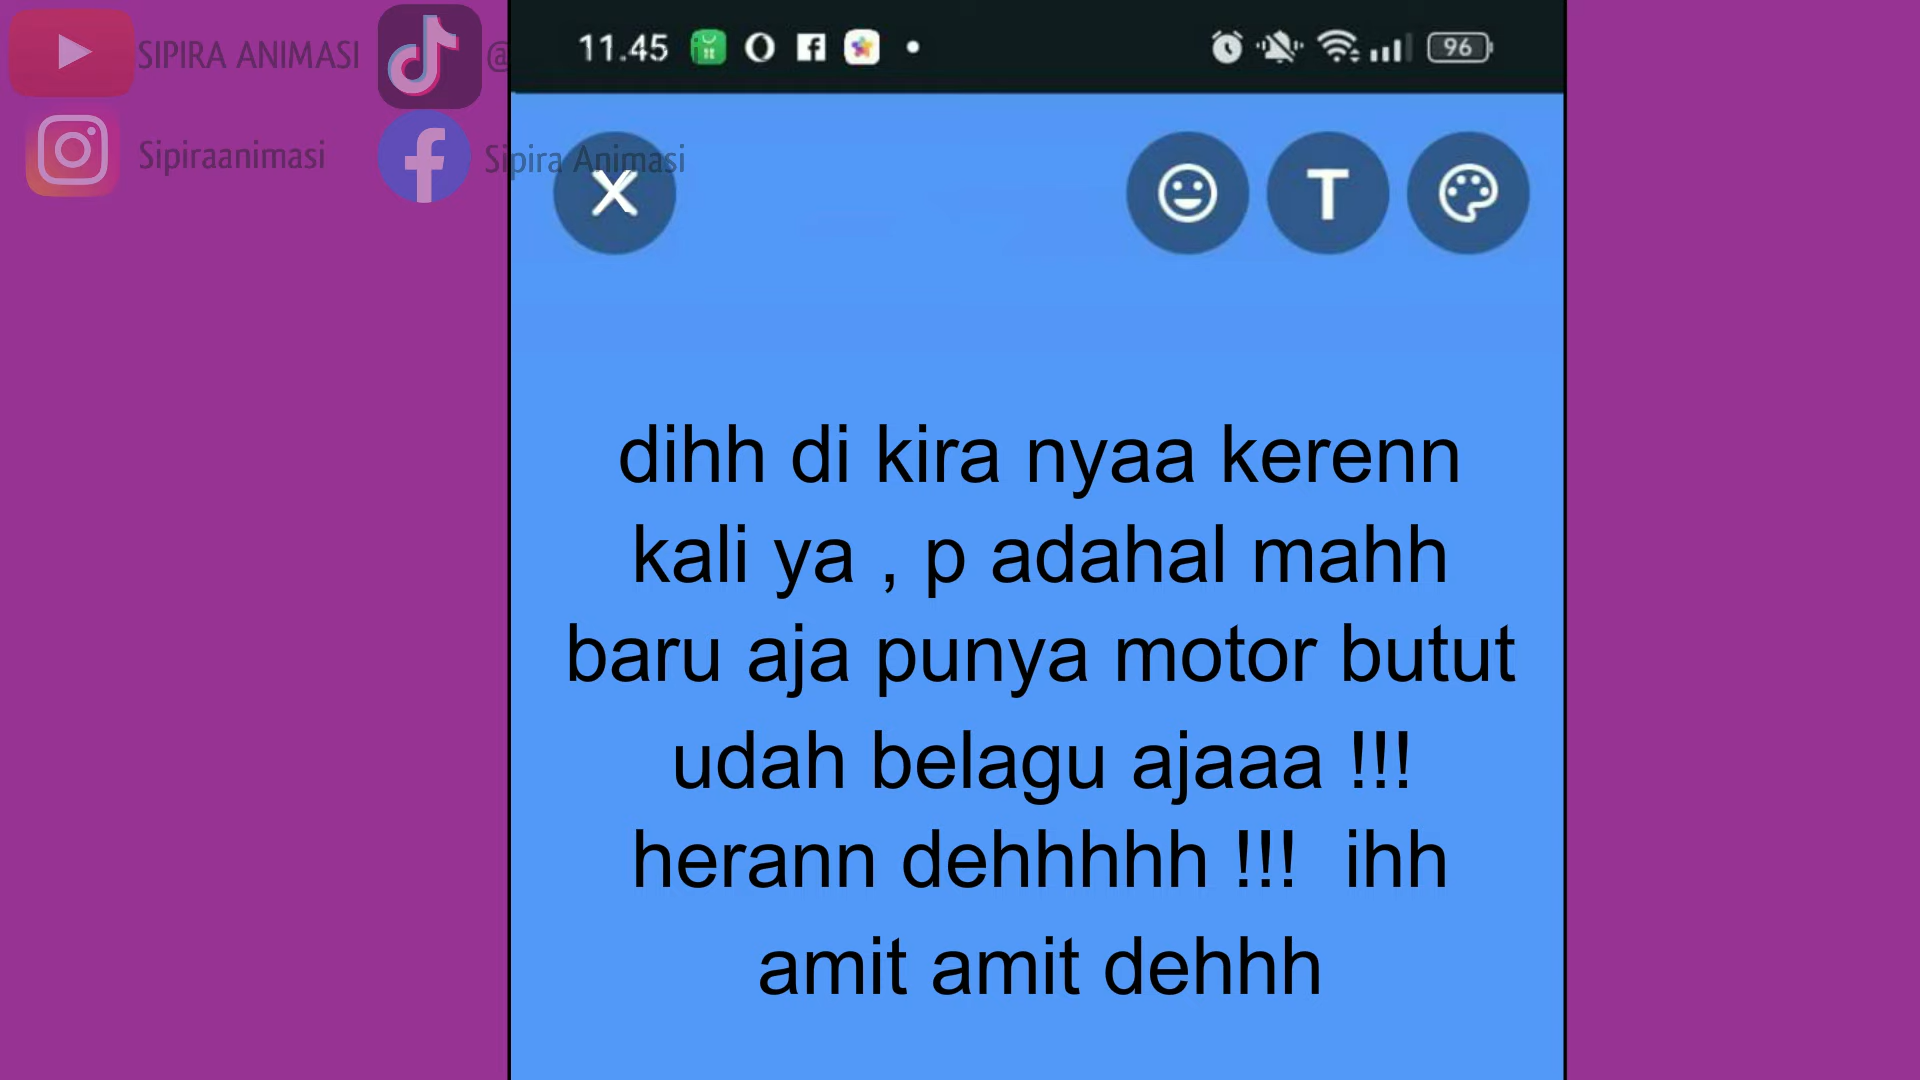 SIPIRA ANIMASI
@
Sipiraanimasi
Sipira Animasi
11.45
96
T
dihh di kira nyaa kerenn
kali ya , p adahal mahh
baru aja punya motor butut
udah belagu ajaaa !!!
herann dehhhhh !!! ihh
amit amit dehhh